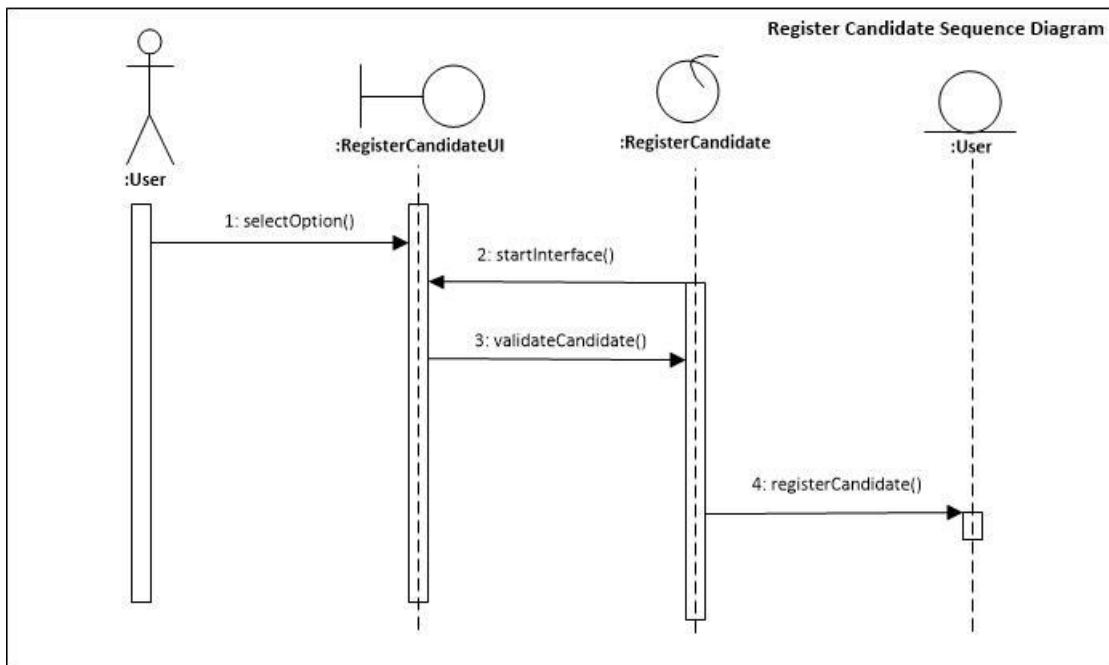 Register Candidate Sequence Diagram
:User
:RegisterCandidateUI
:RegisterCandidate
:User
1: selectOption()
2: startInterface()
3: validateCandidate()
4: registerCandidate()